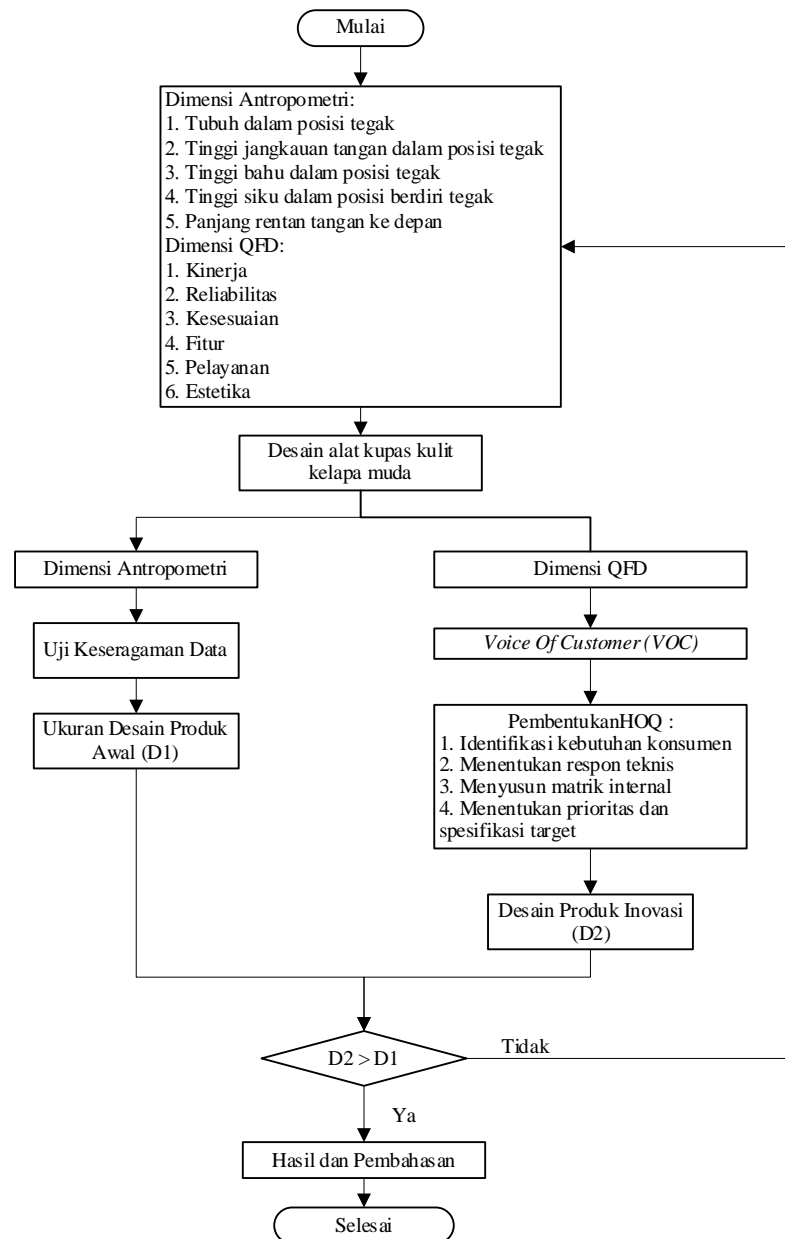 Mulai
Dimensi Antropometri:
1. Tubuh dalam posisi tegak
2. Tinggi jangkauan tangan dalam posisi tegak
3. Tinggi bahu dalam posisi tegak
4. Tinggi siku dalam posisi berdiri tegak
5. Panjang rentan tangan ke depan
Dimensi QFD:
1. Kinerja
2. Reliabilitas
3. Kesesuaian
4. Fitur
5. Pelayanan
6. Estetika
Desain alat kupas kulit
kelapa muda
Dimensi Antropometri
Uji Keseragaman Data
Ukuran Desain Produk
Awal (D1)
Dimensi QFD
Voice Of Customer (VOC)
PembentukanHOQ :
1. Identifikasi kebutuhan konsumen
2. Menentukan respon teknis
3. Menyusun matrik internal
4. Menentukan prioritas dan
spesifikasi target
Desain Produk Inovasi
(D2)
D2 > D1
Tidak
Ya
Hasil dan Pembahasan
Selesai